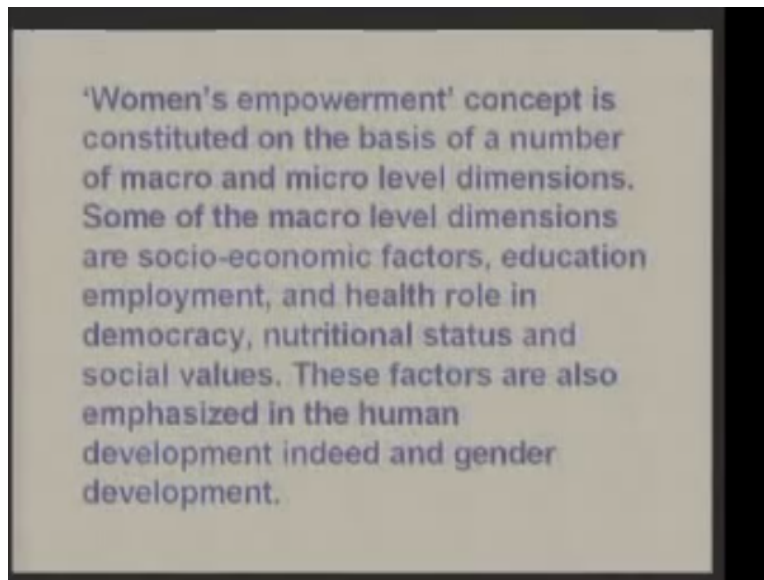 ‘Women's empowerment' concept is
constituted on the basis of a number
of macro and micro level dimensions.
Some of the macro level dimensions
are socio-economic factors, education
employment, and health role in
democracy, nutritional status and
social values. These factors are also
emphasized in the human
development indeed and gender
development.